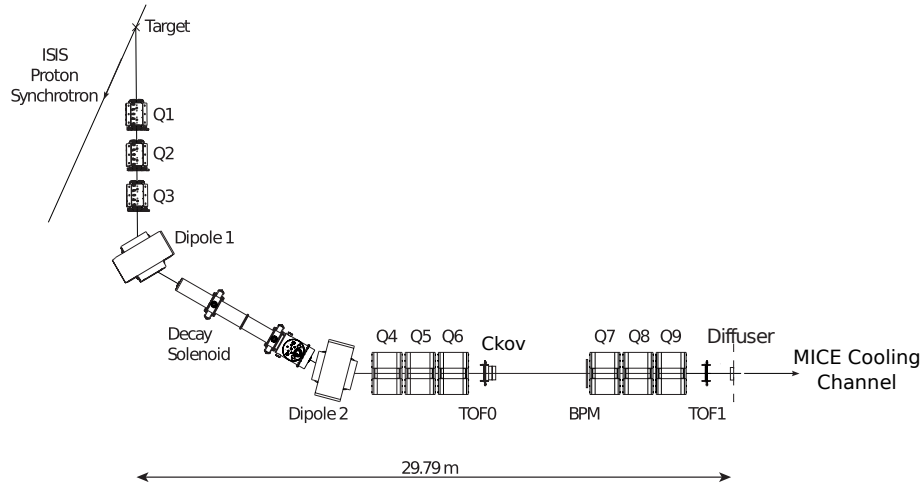 Target
ISIS
Proton
Synchrotron
Q1
Q2
Q3
Dipole 1
Decay
Solenoid
Dipole 2
Q4 Q5 Q6
Ckov
TOF0
Q7 Q8 Q9
BPM
Diffuser
TOF1
MICE Cooling
Channel
29.79 m